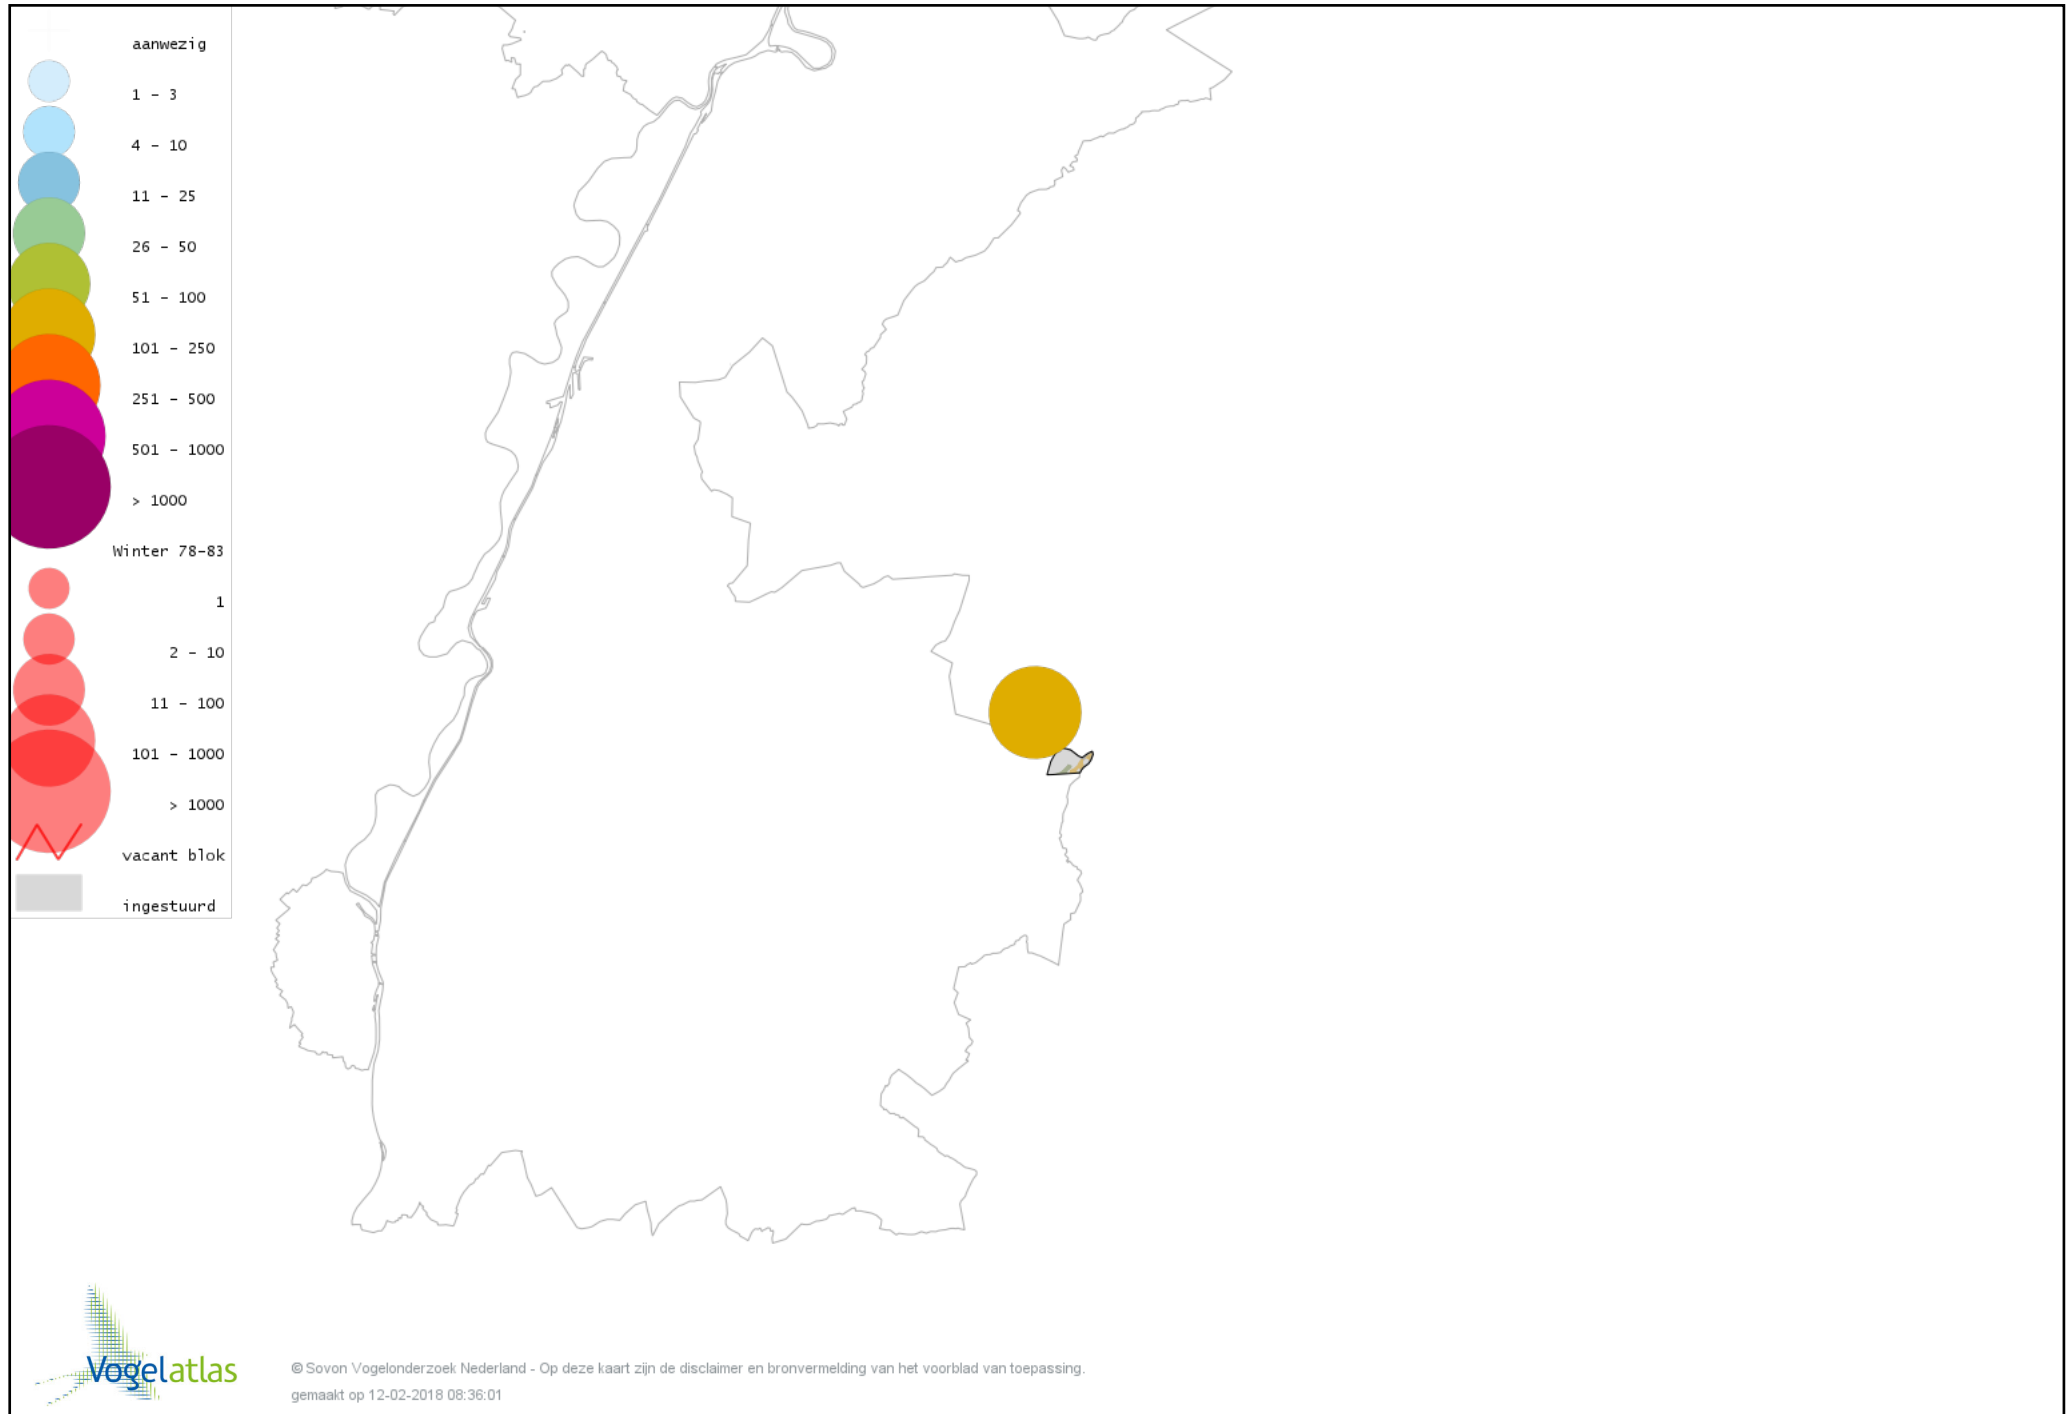 aanwezig
1 – 3
4 – 10
11 – 25
26 – 50
51 – 100
101 – 250
251 – 500
501 – 1000
> 1000
Winter 78-83
1
2 – 10
11 – 100
101 – 1000
> 1000
vacant blok
ingestuurd
Vogelatlas
© Sovon Vogelonderzoek Nederland - Op deze kaart zijn de disclaimer en bronvermelding van het voorblad van toepassing.
gemaakt op 12-02-2018 08:36:01